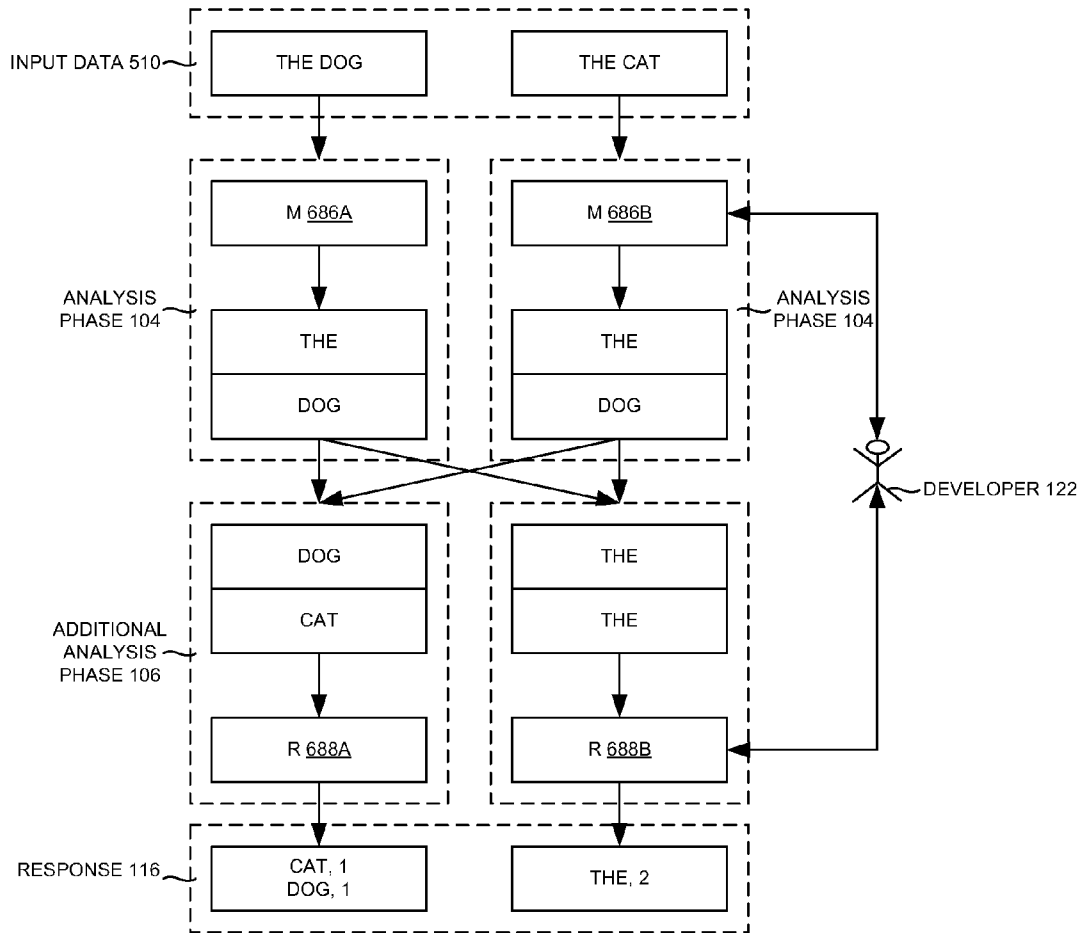 INPUT DATA 510
THE DOG
THE CAT
M 686A
M 686B
ANALYSIS
PHASE 104
THE
DOG
THE
DOG
ANALYSIS
PHASE 104
DEVELOPER 122
ADDITIONAL
ANALYSIS
PHASE 106
DOG
CAT
THE
THE
R 688A
R 688B
RESPONSE 116
CAT, 1
DOG, 1
THE, 2